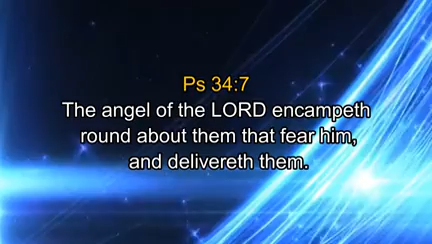 Ps 34:7
The angel of the LORD encampeth
round about them that fear him,
and delivereth them.